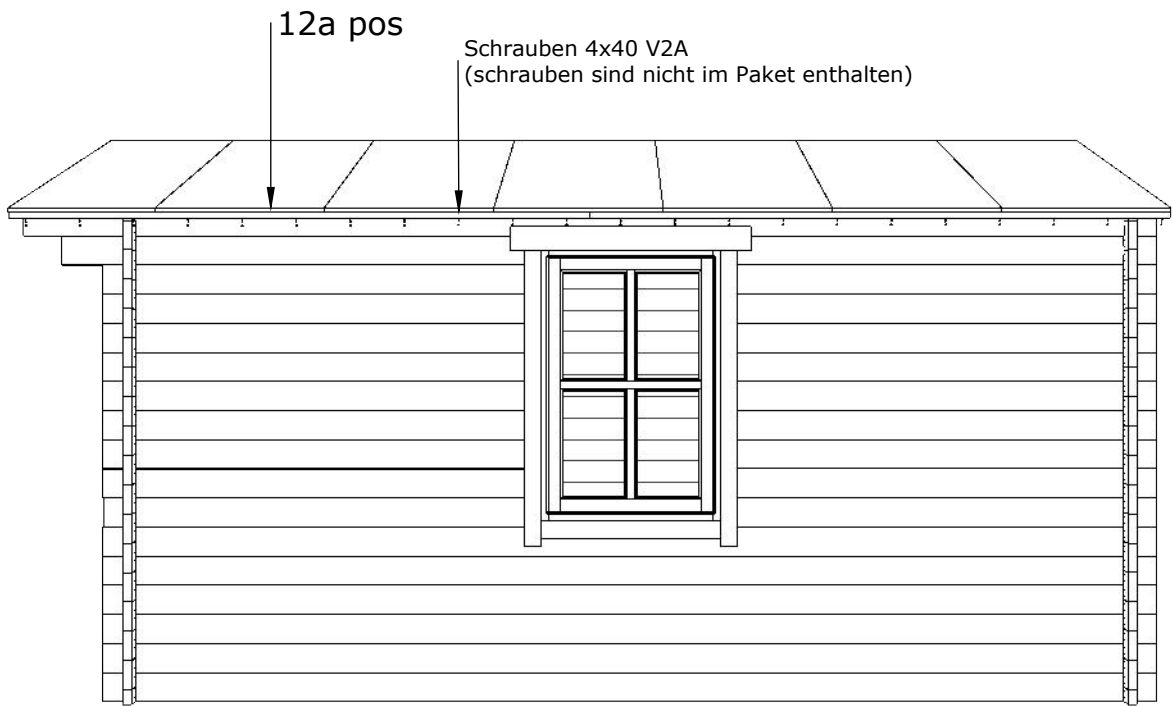 12a pos
Schrauben 4x40 V2A
(schrauben sind nicht im Paket enthalten)